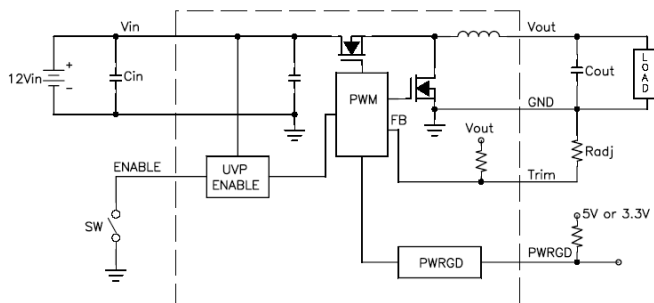 Vin
Vout
12Vin
+
-
Cin
Cout
LOAD
PWM
GND
FB
Vout
Radj
ENABLE
UVP
ENABLE
Trim
SW
5V or 3.3V
PWRGD
PWRGD